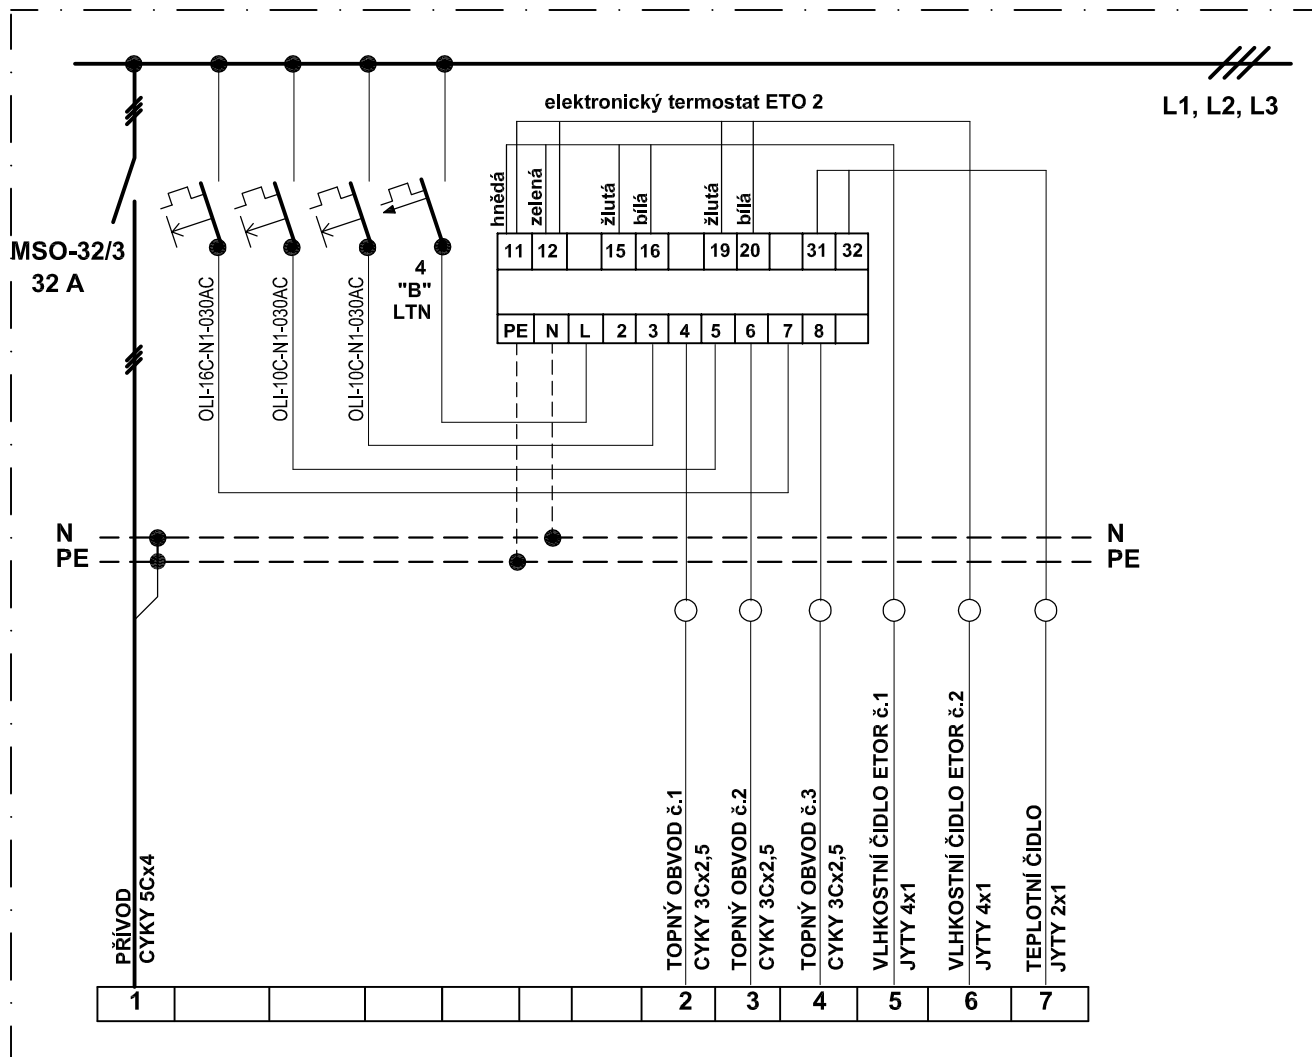 elektronický termostat ETO 2
L1, L2, L3
hnědá
zelená
žlutá
bílá
žlutá
bílá
MSO-32/3
32 A
11 12 15 16 19 20 31 32
4
"B"
LTN
OLI-16C-N1-030AC
OLI-10C-N1-030AC
OLI-10C-N1-030AC
PE N L 2 3 4 5 6 7 8
N
PE
N
PE
PŘÍVOD
CYKY 5Cx4
TOPNÝ OBVOD č.1
CYKY 3Cx2,5
TOPNÝ OBVOD č.2
CYKY 3Cx2,5
TOPNÝ OBVOD č.3
CYKY 3Cx2,5
VLHKOSTNÍ ČIDLO ETOR č.1
JYTY 4x1
VLHKOSTNÍ ČIDLO ETOR č.2
JYTY 4x1
TEPLOTNÍ ČIDLO
JYTY 2x1
1 2 3 4 5 6 7